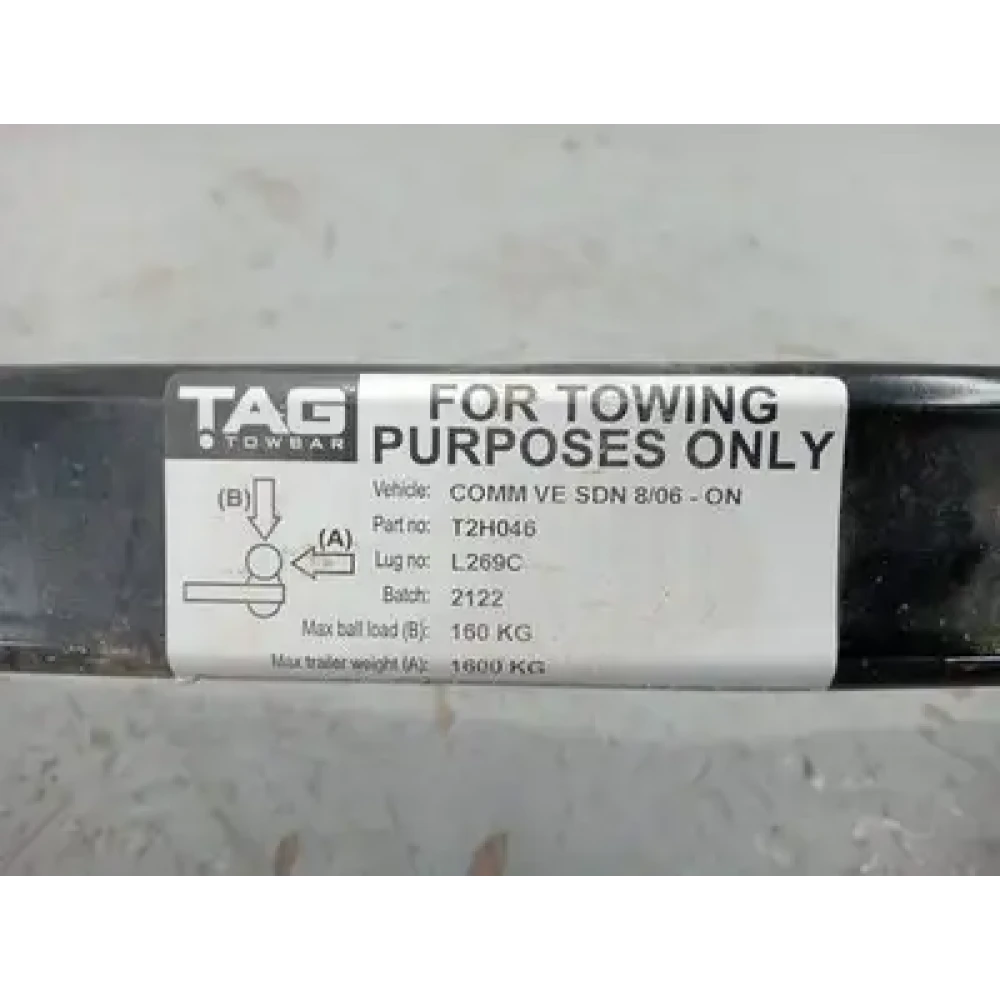 TAG
TOWBAR
FOR TOWING
PURPOSES ONLY
(B)
(A)
Vehicle: COMM VE SDN 8/06 - ON
Part no: T2H046
Lug no: L269C
Batch: 2122
Max ball load (B): 160 KG
Max trailer weight (A): 1600 KG